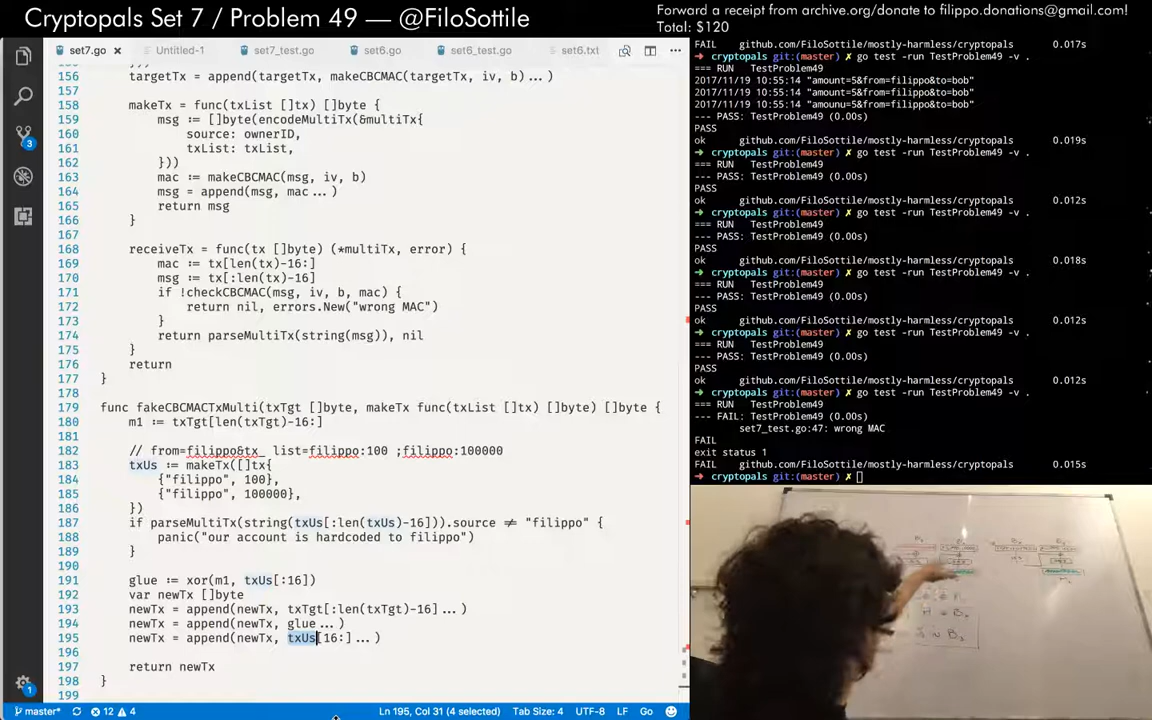 Cryptopals Set 7 / Problem 49 — @FiloSottile
Forward a receipt from archive.org/donate to filippo.donations@gmail.com!
Total: $120
set7.go
Untitled-1
set7_test.go
set6.go
set6_test.go
set6.txt
156 targetTx = append(targetTx, makeCBCMAC(targetTx, iv, b)...)
157
158 makeTx = func(txList []tx) []byte {
159 msg := []byte(encodeMultiTx(&multiTx{
160 source: ownerID,
161 txList: txList,
162 }))
163 mac := makeCBCMAC(msg, iv, b)
164 msg = append(msg, mac...)
165 return msg
166 }
167
168 receiveTx = func(tx []byte) (*multiTx, error) {
169 mac := tx[len(tx)-16:]
170 msg := tx[:len(tx)-16]
171 if !checkCBCMAC(msg, iv, b, mac) {
172 return nil, errors.New("wrong MAC")
173 }
174 return parseMultiTx(string(msg)), nil
175 }
176 return
177 }
178
179 func fakeCBCMACTxMulti(txTgt []byte, makeTx func(txList []tx) []byte) []byte {
180 m1 := txTgt[len(txTgt)-16:]
181
182 // from=filippo&tx_ list=filippo:100 ;filippo:100000
183 txUs := makeTx([]tx{
184 {"filippo", 100},
185 {"filippo", 100000},
186 })
187 if parseMultiTx(string(txUs[:len(txUs)-16])).source ≠ "filippo" {
188 panic("our account is hardcoded to filippo")
189 }
190
191 glue := xor(m1, txUs[:16])
192 var newTx []byte
193 newTx = append(newTx, txTgt[:len(txTgt)-16]...)
194 newTx = append(newTx, glue...)
195 newTx = append(newTx, txUs[16:]...)
196
197 return newTx
198 }
199
master*
12
4
Ln 195, Col 31 (4 selected)
Tab Size: 4
UTF-8
LF
Go
3
1
FAIL github.com/FiloSottile/mostly-harmless/cryptopals 0.017s
➜ cryptopals git:(master) ✗ go test -run TestProblem49 -v .
=== RUN TestProblem49
2017/11/19 10:55:14 "amount=5&from=filippo&to=bob"
2017/11/19 10:55:14 "amount=5&from=filippo&to=bob"
2017/11/19 10:55:14 "amounu=5&from=filippo&to=bob"
--- PASS: TestProblem49 (0.00s)
PASS
ok github.com/FiloSottile/mostly-harmless/cryptopals 0.019s
➜ cryptopals git:(master) ✗ go test -run TestProblem49 -v .
=== RUN TestProblem49
--- PASS: TestProblem49 (0.00s)
PASS
ok github.com/FiloSottile/mostly-harmless/cryptopals 0.012s
➜ cryptopals git:(master) ✗ go test -run TestProblem49 -v .
=== RUN TestProblem49
--- PASS: TestProblem49 (0.00s)
PASS
ok github.com/FiloSottile/mostly-harmless/cryptopals 0.018s
➜ cryptopals git:(master) ✗ go test -run TestProblem49 -v .
=== RUN TestProblem49
--- PASS: TestProblem49 (0.00s)
PASS
ok github.com/FiloSottile/mostly-harmless/cryptopals 0.012s
➜ cryptopals git:(master) ✗ go test -run TestProblem49 -v .
=== RUN TestProblem49
--- PASS: TestProblem49 (0.00s)
PASS
ok github.com/FiloSottile/mostly-harmless/cryptopals 0.012s
➜ cryptopals git:(master) ✗ go test -run TestProblem49 -v .
=== RUN TestProblem49
--- FAIL: TestProblem49 (0.00s)
set7_test.go:47: wrong MAC
FAIL
exit status 1
FAIL github.com/FiloSottile/mostly-harmless/cryptopals 0.015s
➜ cryptopals git:(master) ✗